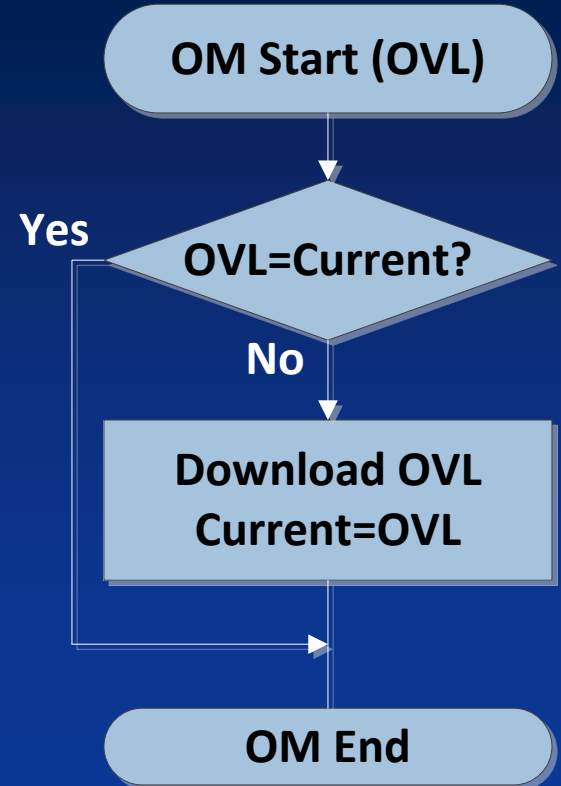 OM Start (OVL)
Yes
OVL=Current?
No
Download OVL
Current=OVL
OM End